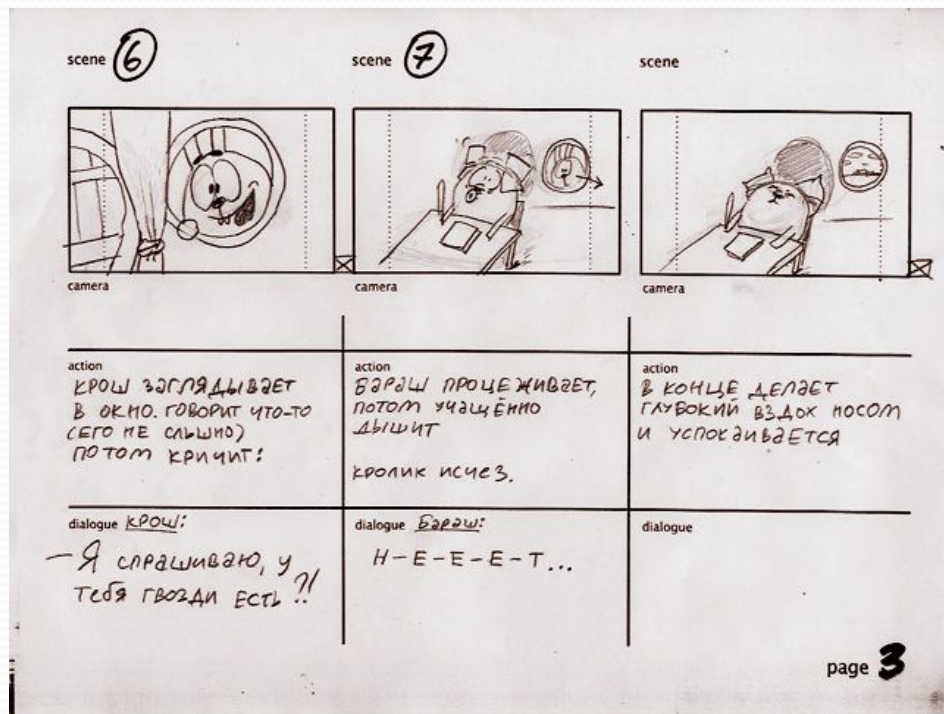 scene 6
scene 7
scene
camera
camera
camera
action
КРОШ ЗАГЛЯДЫВАЕТ
В ОКНО. ГОВОРИТ ЧТО-ТО
(ЕГО НЕ СЛЫШНО)
ПОТОМ КРИЧИТ:
action
БАРАШ ПРОЦЕЖИВАЕТ,
ПОТОМ УЧАЩЁННО
ДЫШИТ
КРОЛИК ИСЧЕЗ.
action
В КОНЦЕ ДЕЛАЕТ
ГЛУБОКИЙ ВЗДОХ НОСОМ
И УСПОКАИВАЕТСЯ
dialogue КРОШ:
– Я СПРАШИВАЮ, У
ТЕБЯ ГВОЗДИ ЕСТЬ?!
dialogue Бараш:
Н-Е-Е-Е-Т...
dialogue
page 3